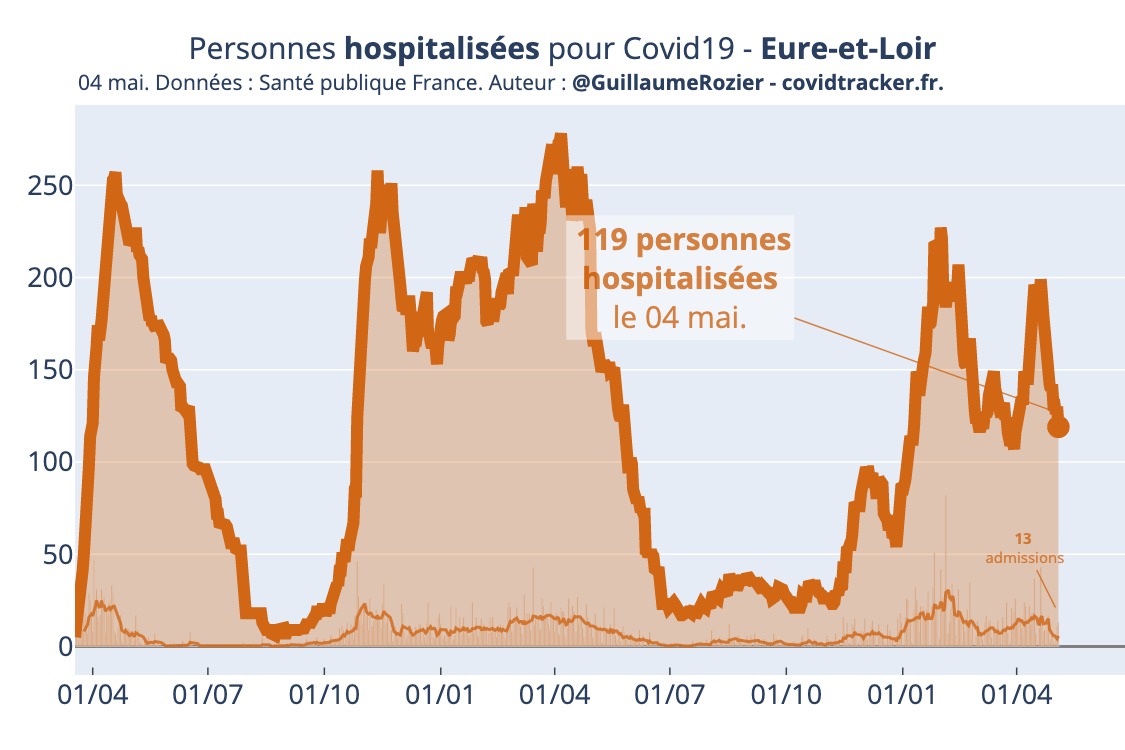 Personnes hospitalisées pour Covid19 - Eure-et-Loir
04 mai. Données : Santé publique France. Auteur : @GuillaumeRozier - covidtracker.fr.
250
200
150
100
50
0
119 personnes
hospitalisées
le 04 mai.
13
admissions
01/04 01/07 01/10 01/01 01/04 01/07 01/10 01/01 01/04